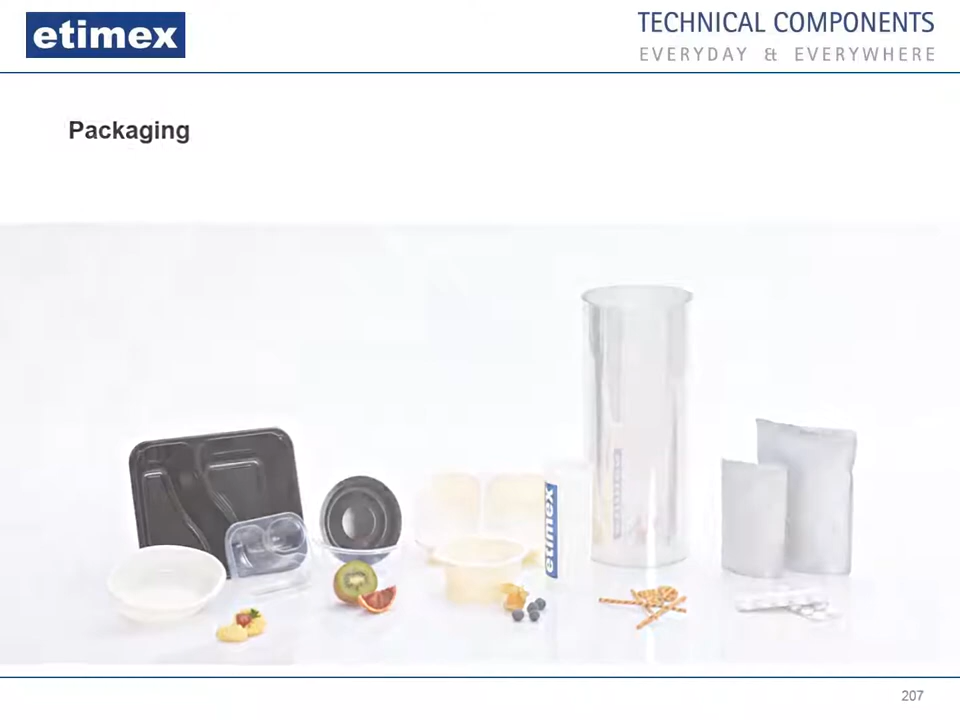 etimex
TECHNICAL COMPONENTS
EVERYDAY & EVERYWHERE
Packaging
etimex
207